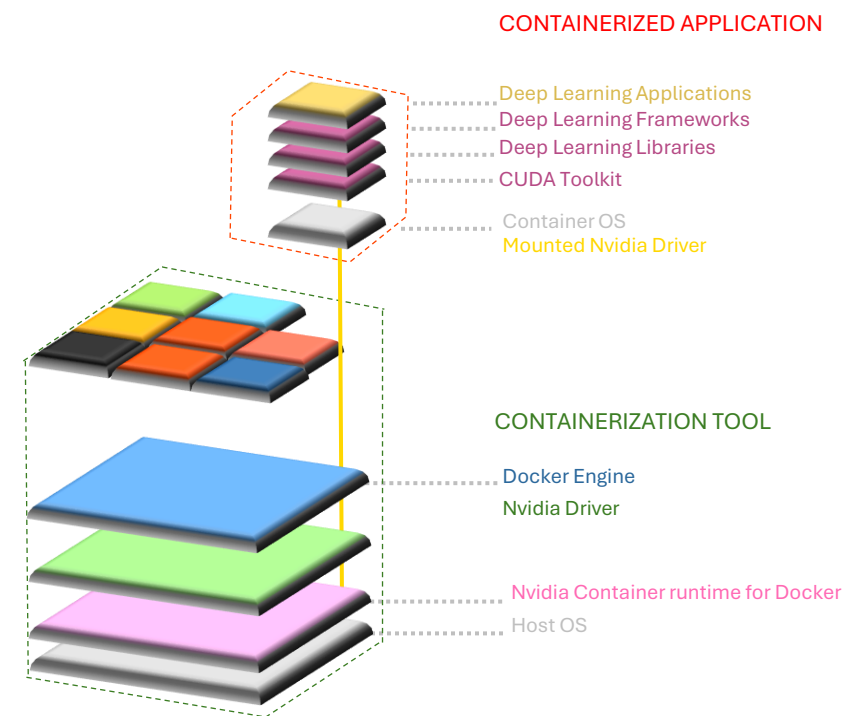 CONTAINERIZED APPLICATION
Deep Learning Applications
Deep Learning Frameworks
Deep Learning Libraries
CUDA Toolkit
Container OS
Mounted Nvidia Driver
CONTAINERIZATION TOOL
Docker Engine
Nvidia Driver
Nvidia Container runtime for Docker
Host OS